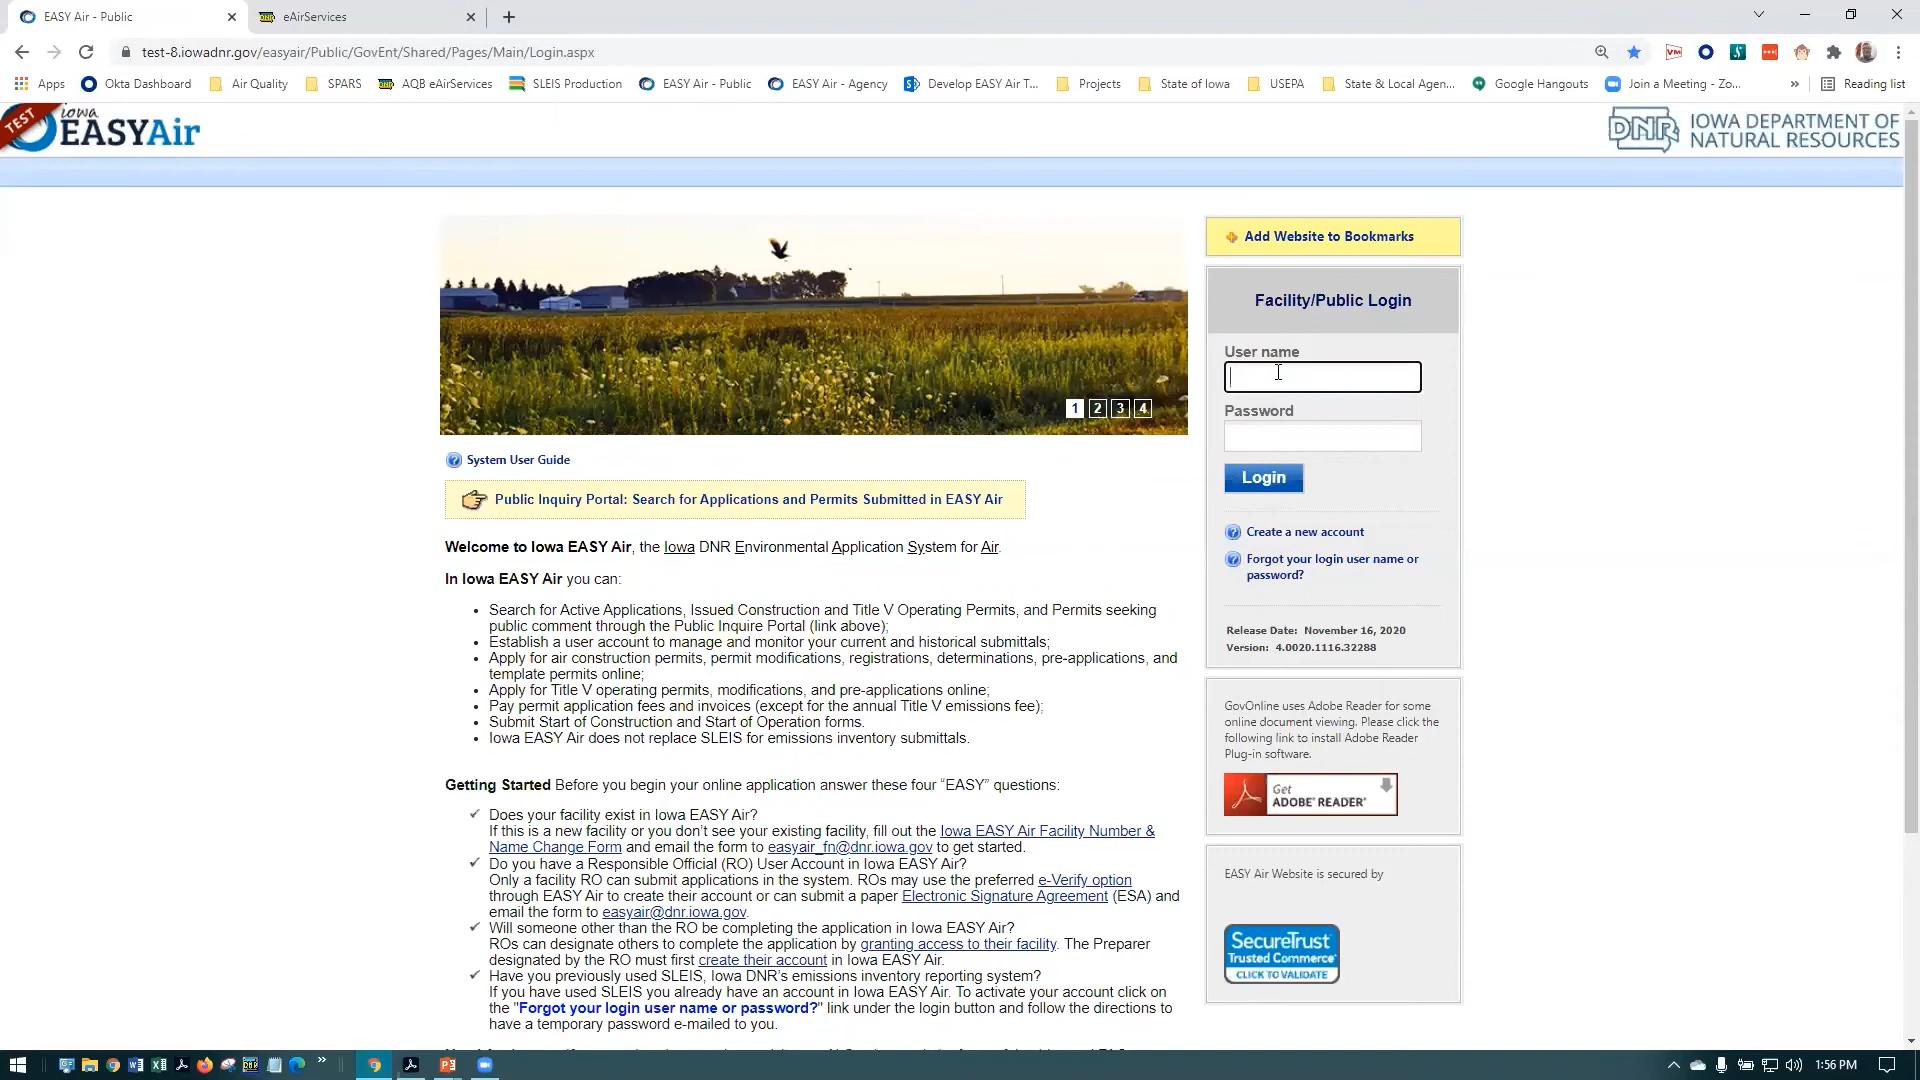 EASY Air - Public
eAirServices
test-8.iowadnr.gov/easyair/Public/GovEnt/Shared/Pages/Main/Login.aspx
Apps
Okta Dashboard
Air Quality
SPARS
AQB eAirServices
SLEIS Production
EASY Air - Public
EASY Air - Agency
Develop EASY Air T...
Projects
State of Iowa
USEPA
State & Local Agen...
Google Hangouts
Join a Meeting - Zo...
»
Reading list
TEST
iowa
EASYAir
DNR
IOWA DEPARTMENT OF
NATURAL RESOURCES
Add Website to Bookmarks
Facility/Public Login
User name
Password
Login
Create a new account
Forgot your login user name or
password?
Release Date: November 16, 2020
Version: 4.0020.1116.32288
GovOnline uses Adobe Reader for some
online document viewing. Please click the
following link to install Adobe Reader
Plug-in software.
Get
ADOBE® READER®
EASY Air Website is secured by
SecureTrust
Trusted Commerce™
CLICK TO VALIDATE
1 2 3 4
System User Guide
Public Inquiry Portal: Search for Applications and Permits Submitted in EASY Air
Welcome to Iowa EASY Air, the Iowa DNR Environmental Application System for Air.
In Iowa EASY Air you can:
• Search for Active Applications, Issued Construction and Title V Operating Permits, and Permits seeking
public comment through the Public Inquire Portal (link above);
• Establish a user account to manage and monitor your current and historical submittals;
• Apply for air construction permits, permit modifications, registrations, determinations, pre-applications, and
template permits online;
• Apply for Title V operating permits, modifications, and pre-applications online;
• Pay permit application fees and invoices (except for the annual Title V emissions fee);
• Submit Start of Construction and Start of Operation forms.
• Iowa EASY Air does not replace SLEIS for emissions inventory submittals.
Getting Started Before you begin your online application answer these four “EASY” questions:
✓ Does your facility exist in Iowa EASY Air?
If this is a new facility or you don’t see your existing facility, fill out the Iowa EASY Air Facility Number &
Name Change Form and email the form to easyair_fn@dnr.iowa.gov to get started.
✓ Do you have a Responsible Official (RO) User Account in Iowa EASY Air?
Only a facility RO can submit applications in the system. ROs may use the preferred e-Verify option
through EASY Air to create their account or can submit a paper Electronic Signature Agreement (ESA) and
email the form to easyair@dnr.iowa.gov.
✓ Will someone other than the RO be completing the application in Iowa EASY Air?
ROs can designate others to complete the application by granting access to their facility. The Preparer
designated by the RO must first create their account in Iowa EASY Air.
✓ Have you previously used SLEIS, Iowa DNR’s emissions inventory reporting system?
If you have used SLEIS you already have an account in Iowa EASY Air. To activate your account click on
the "Forgot your login user name or password?" link under the login button and follow the directions to
have a temporary password e-mailed to you.
1:56 PM